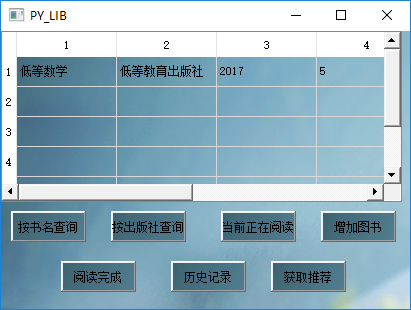 PY_LIB
1 2 3 4
1 低等数学 低等教育出版社 2017 5
2
3
4
按书名查询 按出版社查询 当前正在阅读 增加图书
阅读完成 历史记录 获取推荐